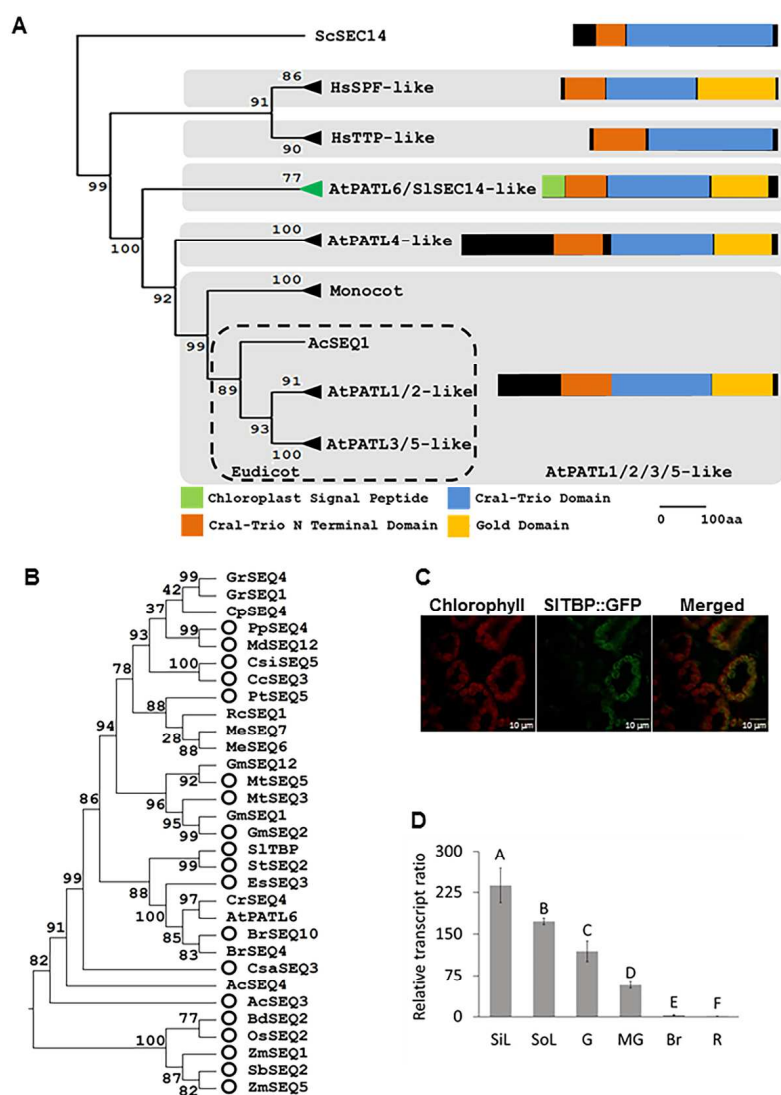 A
ScSEC14
86
HsSPF-like
91
90
HsTTP-like
99
77
AtPATL6/SlSEC14-like
100
100
AtPATL4-like
92
100
Monocot
99
AcSEQ1
89
91
AtPATL1/2-like
93
100
AtPATL3/5-like
Eudicot
AtPATL1/2/3/5-like
Chloroplast Signal Peptide
Cral-Trio Domain
Cral-Trio N Terminal Domain
Gold Domain
0 100aa
B
99 GrSEQ4
42 GrSEQ1
37 CpSEQ4
99 PpSEQ4
93 MdSEQ12
78 100 CsiSEQ5
CcSEQ3
PtSEQ5
88 RcSEQ1
94 28 MeSEQ7
88 MeSEQ6
GmSEQ12
92 MtSEQ5
86 96 MtSEQ3
95 GmSEQ1
99 GmSEQ2
SlTBP
99 StSEQ2
99 88 EsSEQ3
97 CrSEQ4
100 AtPATL6
91 85 BrSEQ10
83 BrSEQ4
82 CsaSEQ3
AcSEQ4
AcSEQ3
77 BdSEQ2
100 OsSEQ2
ZmSEQ1
87 SbSEQ2
82 ZmSEQ5
C
Chlorophyll SlTBP::GFP Merged
10 µm 10 µm 10 µm
D
Relative transcript ratio
300
225
150
75
0
A B C D E F
SiL SoL G MG Br R